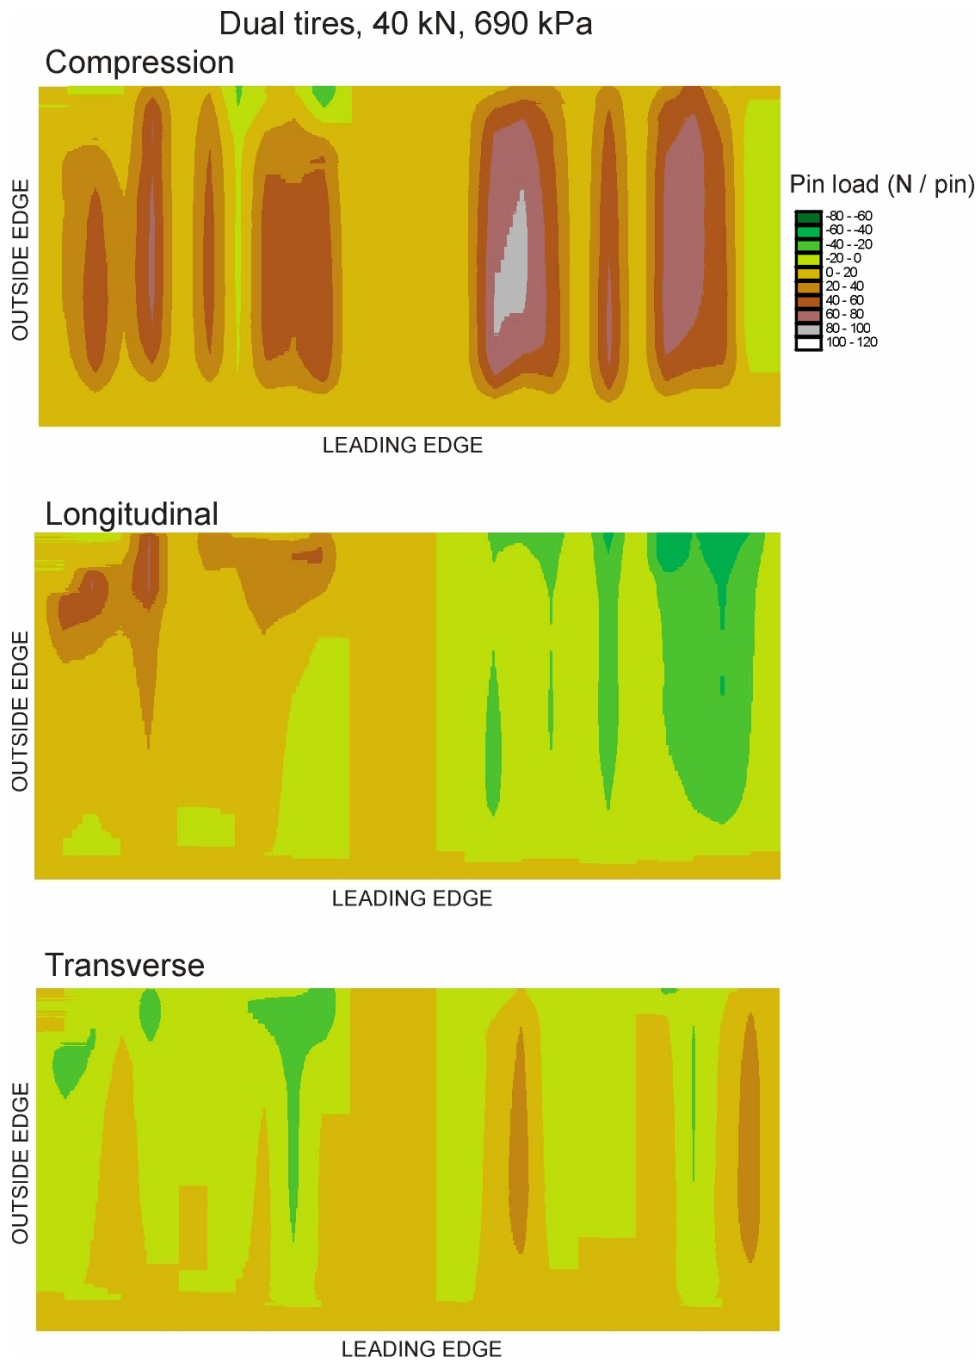 Dual tires, 40 kN, 690 kPa
Compression
OUTSIDE EDGE
LEADING EDGE
Pin load (N / pin)
-80 - -60
-60 - -40
-40 - -20
-20 - 0
0 - 20
20 - 40
40 - 60
60 - 80
80 - 100
100 - 120
Longitudinal
OUTSIDE EDGE
LEADING EDGE
Transverse
OUTSIDE EDGE
LEADING EDGE